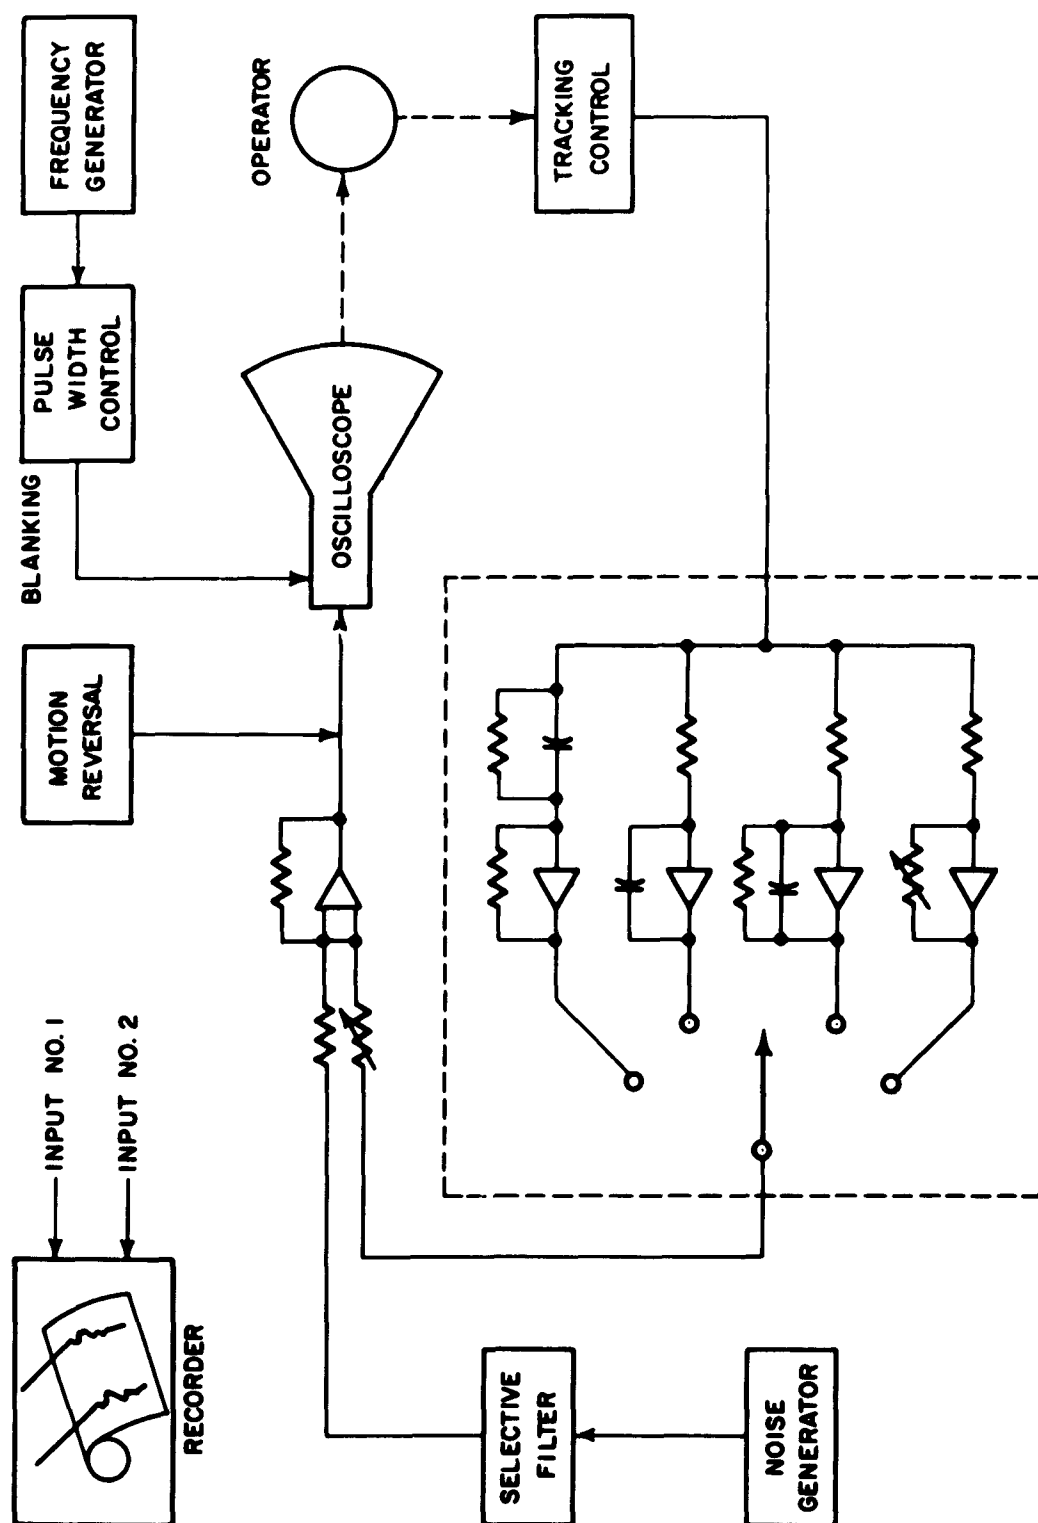 RECORDER
INPUT NO. 1
INPUT NO. 2
MOTION
REVERSAL
BLANKING
PULSE
WIDTH
CONTROL
FREQUENCY
GENERATOR
OSCILLOSCOPE
OPERATOR
SELECTIVE
FILTER
TRACKING
CONTROL
NOISE
GENERATOR